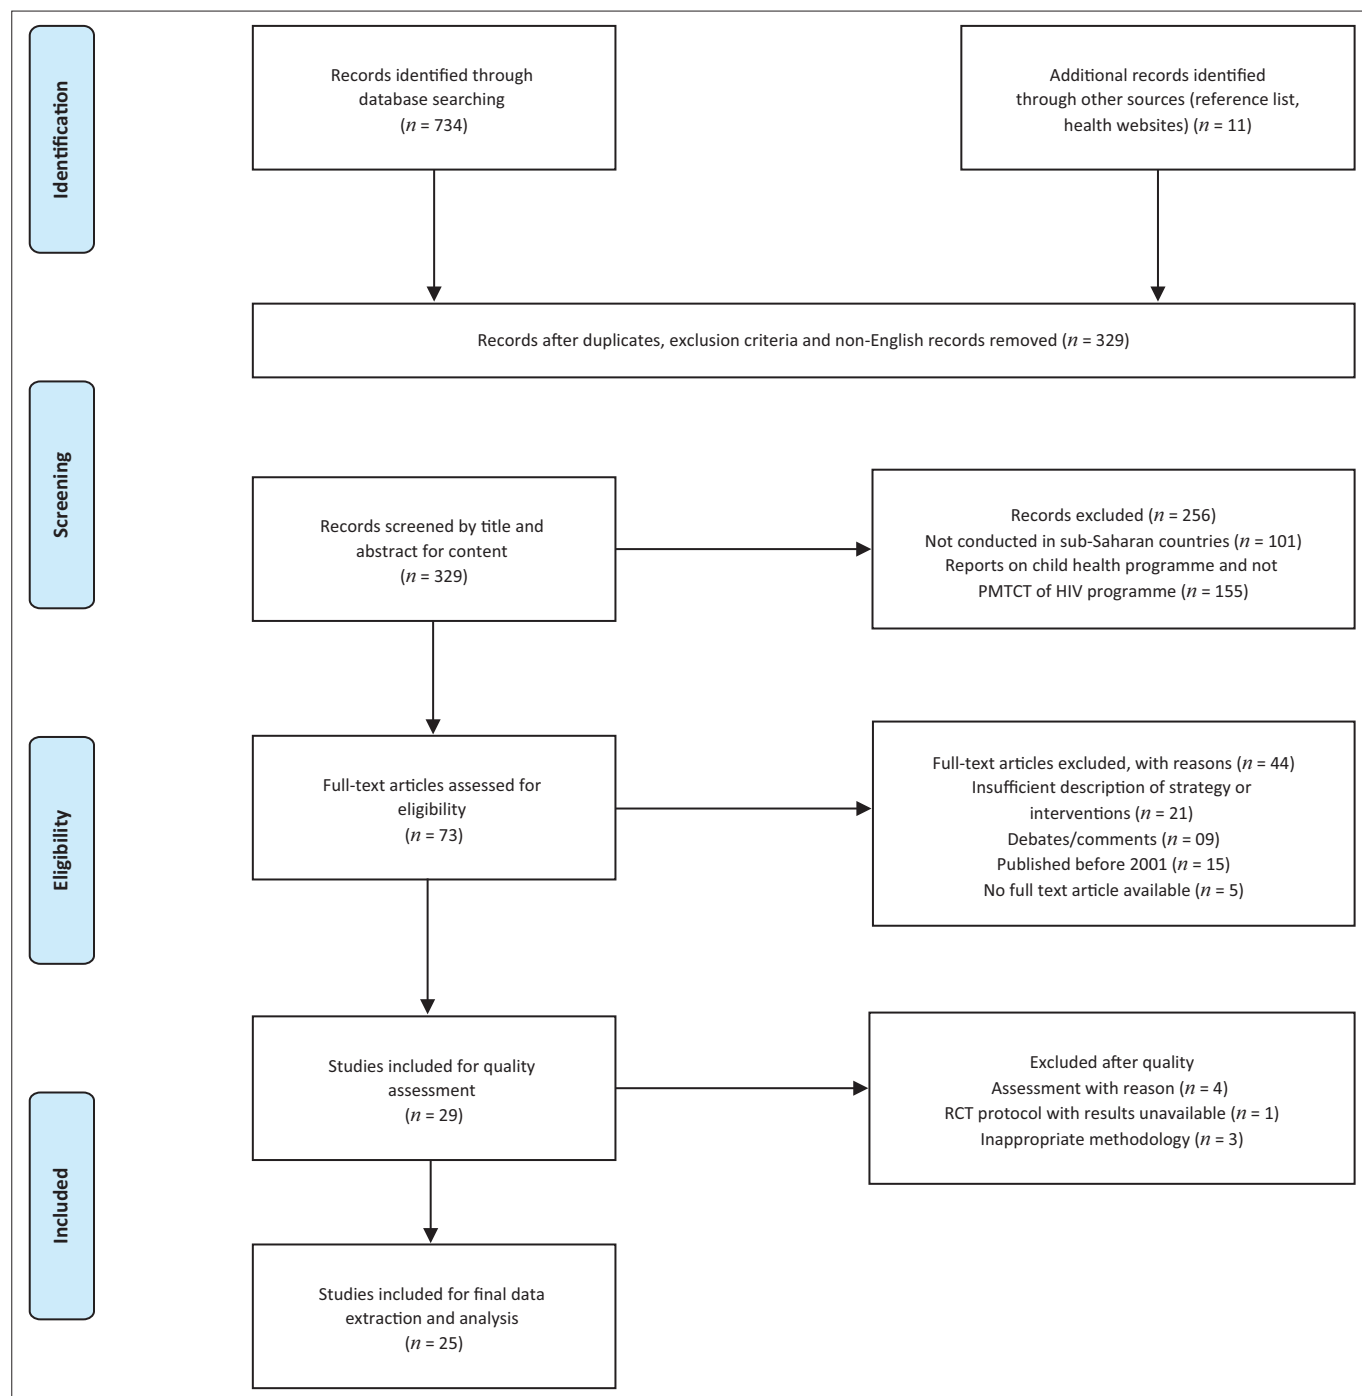 Identification
Records identified through
database searching
(n = 734)
Additional records identified
through other sources (reference list,
health websites) (n = 11)
Records after duplicates, exclusion criteria and non-English records removed (n = 329)
Screening
Records screened by title and
abstract for content
(n = 329)
Records excluded (n = 256)
Not conducted in sub-Saharan countries (n = 101)
Reports on child health programme and not
PMTCT of HIV programme (n = 155)
Eligibility
Full-text articles assessed for
eligibility
(n = 73)
Full-text articles excluded, with reasons (n = 44)
Insufficient description of strategy or
interventions (n = 21)
Debates/comments (n = 09)
Published before 2001 (n = 15)
No full text article available (n = 5)
Studies included for quality
assessment
(n = 29)
Excluded after quality
Assessment with reason (n = 4)
RCT protocol with results unavailable (n = 1)
Inappropriate methodology (n = 3)
Included
Studies included for final data
extraction and analysis
(n = 25)